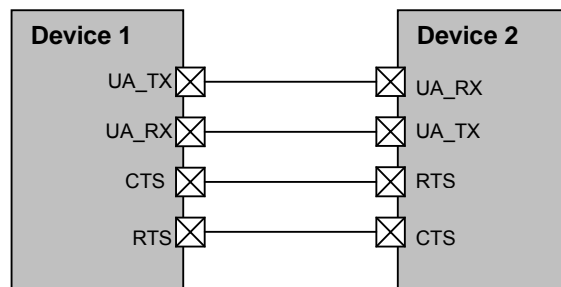 Device 1
Device 2
UA_TX
UA_RX
UA_RX
UA_TX
CTS
RTS
RTS
CTS